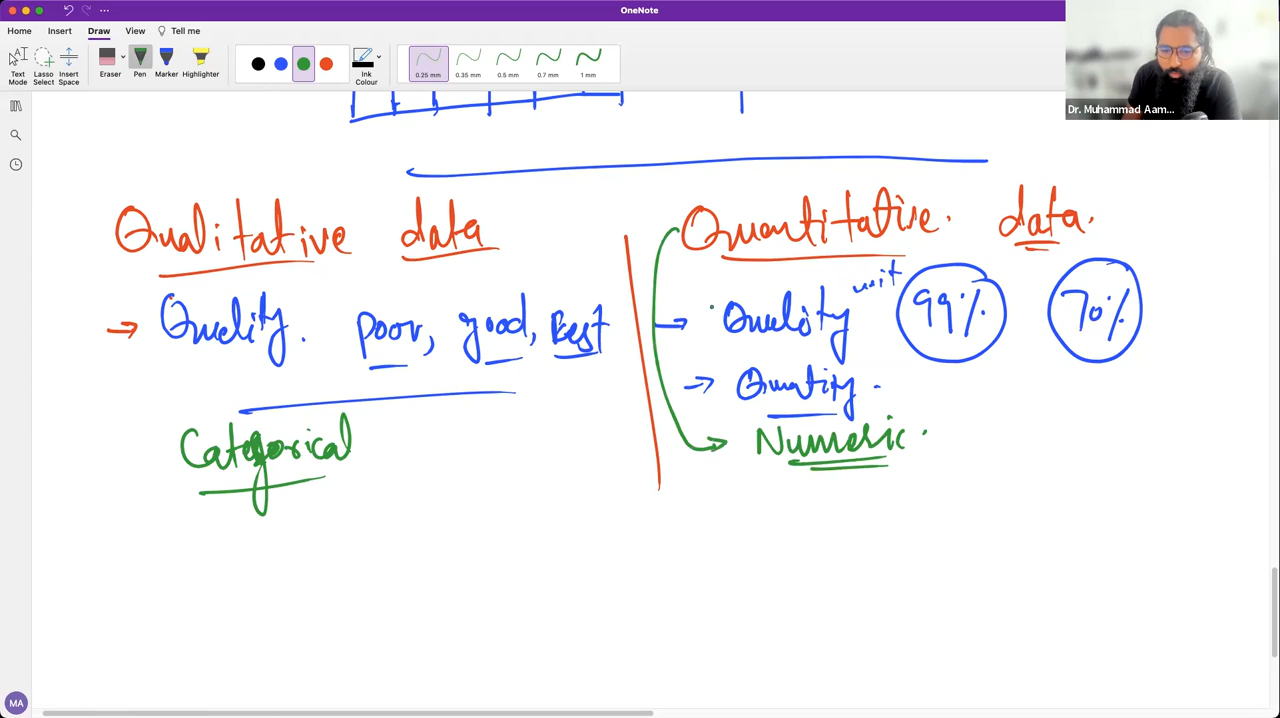 OneNote
Home Insert Draw View Tell me
Text Mode Lasso Select Insert Space Eraser Pen Marker Highlighter Ink Colour 0.25 mm 0.35 mm 0.5 mm 0.7 mm 1 mm
Dr. Muhammad Aam...
Qualitative data
→ Quality. Poor, good, Best
Categorical
Quantitative. data.
→ Quality unit 99% 70%
→ Quatity.
→ Numeric.
MA